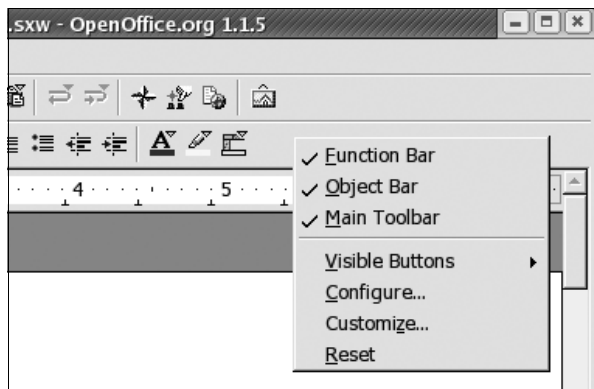 .sxw - OpenOffice.org 1.1.5
Function Bar
Object Bar
4 5
Main Toolbar
Visible Buttons
Configure...
Customize...
Reset